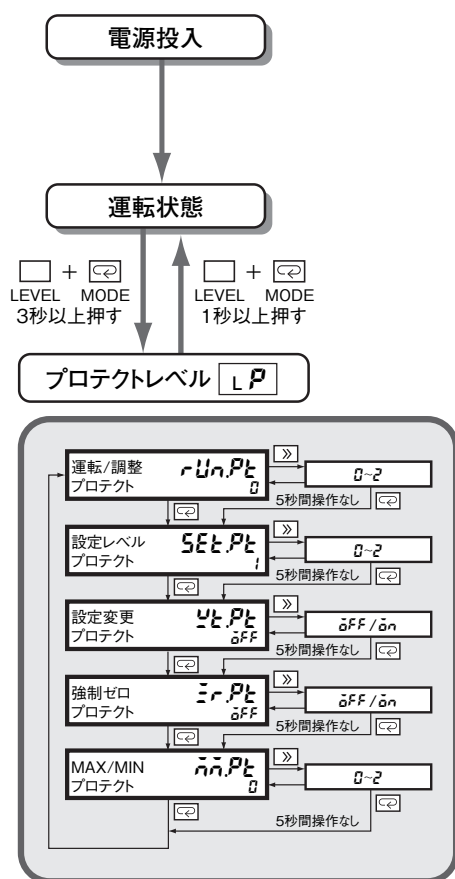 電源投入
運転状態
+
LEVEL MODE
3秒以上押す
+
LEVEL MODE
1秒以上押す
プロテクトレベル LP
運転/調整
プロテクト
rUn.Pt
0
»
0~2
5秒間操作なし
設定レベル
プロテクト
SEt.Pt
1
»
0~2
5秒間操作なし
設定変更
プロテクト
Yt.Pt
oFF
»
oFF/on
5秒間操作なし
強制ゼロ
プロテクト
Zr.Pt
oFF
»
oFF/on
5秒間操作なし
MAX/MIN
プロテクト
mm.Pt
0
»
0~2
5秒間操作なし